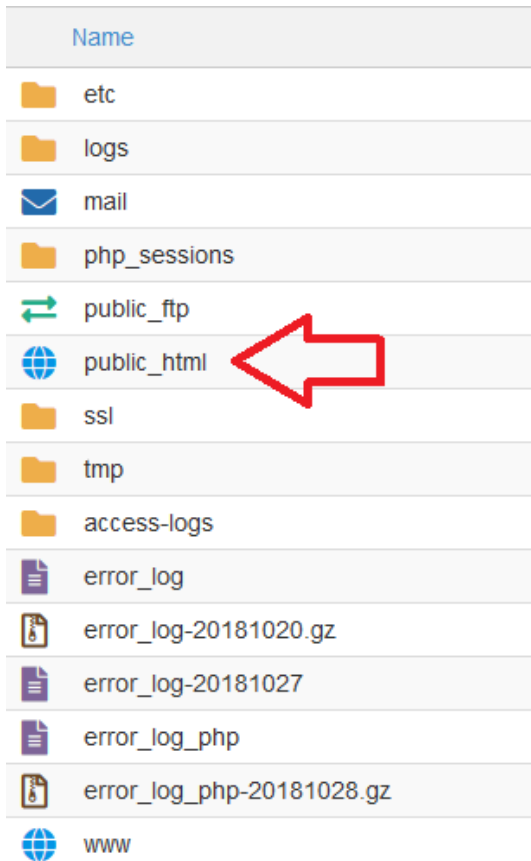 Name
etc
logs
mail
php_sessions
public_ftp
public_html
ssl
tmp
access-logs
error_log
error_log-20181020.gz
error_log-20181027
error_log_php
error_log_php-20181028.gz
www